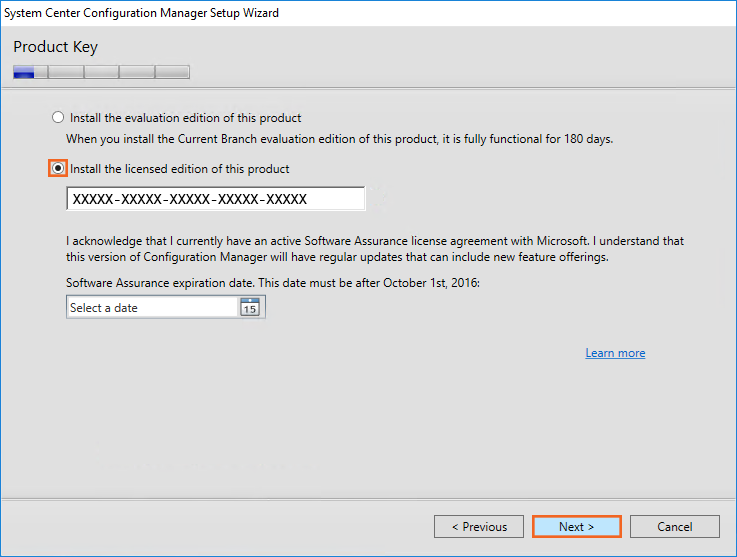 System Center Configuration Manager Setup Wizard
Product Key
Install the evaluation edition of this product
When you install the Current Branch evaluation edition of this product, it is fully functional for 180 days.
Install the licensed edition of this product
XXXXX-XXXXX-XXXXX-XXXXX-XXXXX
I acknowledge that I currently have an active Software Assurance license agreement with Microsoft. I understand that
this version of Configuration Manager will have regular updates that can include new feature offerings.
Software Assurance expiration date. This date must be after October 1st, 2016:
Select a date 15
Learn more
< Previous Next > Cancel